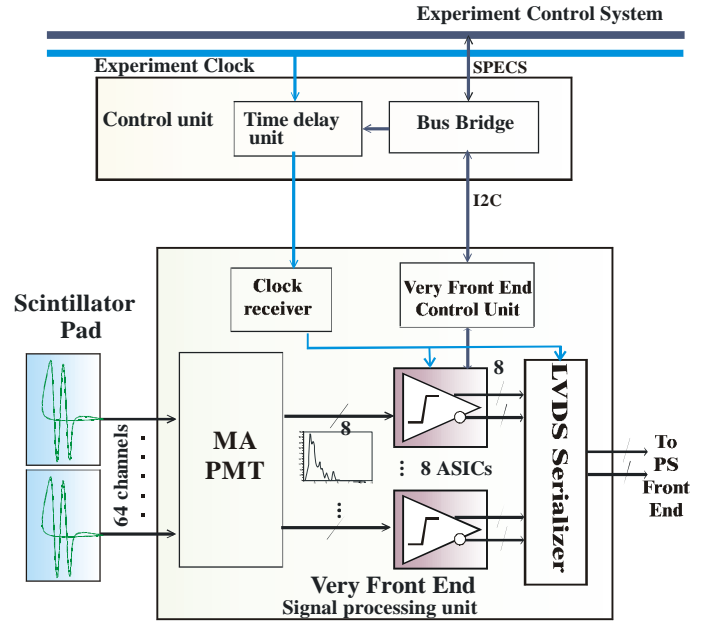 Experiment Control System
Experiment Clock
SPECS
Control unit
Time delay
unit
Bus Bridge
I2C
Clock
receiver
Very Front End
Control Unit
Scintillator
Pad
64 channels
MA
PMT
8
8
8 ASICs
LVDS Serializer
To
PS
Front
End
Very Front End
Signal processing unit